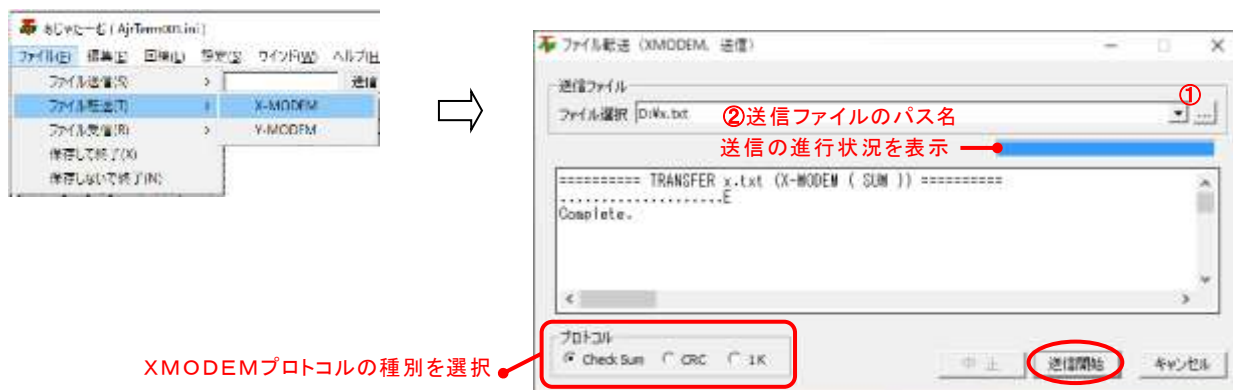 あじゃたーむ ( AjrTerm001.ini )
ファイル(F) 編集(E) 回線(L) 設定(S) ウインドウ(W) ヘルプ(H
ファイル送信(S) > 送信
ファイル転送(T) > X-MODEM
ファイル受信(R) > Y-MODEM
保存して終了(X)
保存しないで終了(N)
ファイル転送 (XMODEM, 送信)
送信ファイル
①
ファイル選択 D:¥x.txt ②送信ファイルのパス名 ...
送信の進行状況を表示
========== TRANSFER x.txt (X-MODEM ( SUM )) ==========
....................E
Complete.
プロトコル
Check Sum CRC 1K
XMODEMプロトコルの種別を選択
中 止 送信開始 キャンセル